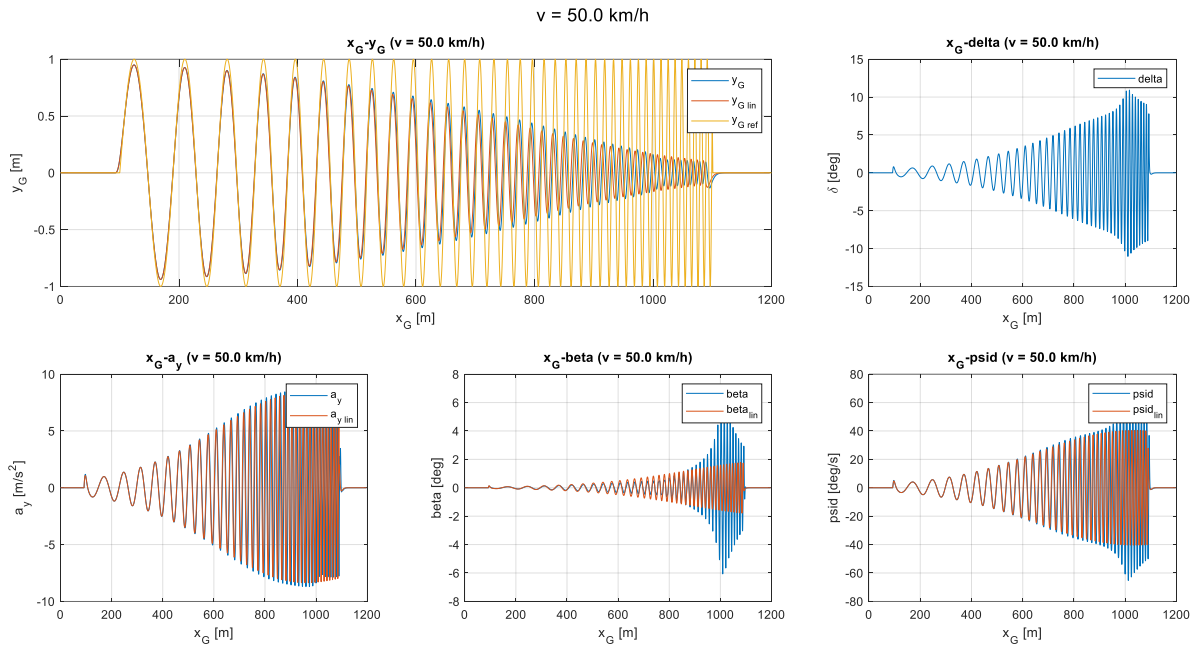 v = 50.0 km/h
x_G-y_G (v = 50.0 km/h)
1
0.5
0
-0.5
-1
y_G [m]
0 200 400 600 800 1000 1200
x_G [m]
y_G
y_G lin
y_G ref
x_G-delta (v = 50.0 km/h)
15
10
5
0
-5
-10
-15
δ [deg]
0 200 400 600 800 1000 1200
x_G [m]
delta
x_G-a_y (v = 50.0 km/h)
10
5
0
-5
-10
a_y [m/s²]
0 200 400 600 800 1000 1200
x_G [m]
a_y
a_y lin
x_G-beta (v = 50.0 km/h)
8
6
4
2
0
-2
-4
-6
-8
beta [deg]
0 200 400 600 800 1000 1200
x_G [m]
beta
beta_lin
x_G-psid (v = 50.0 km/h)
80
60
40
20
0
-20
-40
-60
-80
psid [deg/s]
0 200 400 600 800 1000 1200
x_G [m]
psid
psid_lin